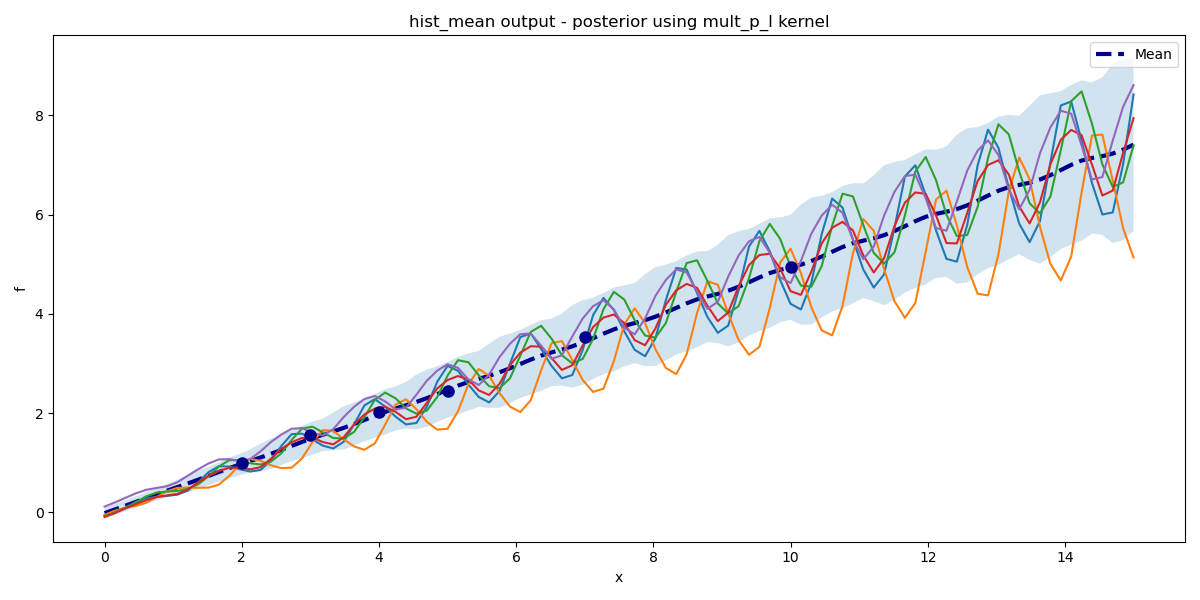 hist_mean output - posterior using mult_p_l kernel
Mean
f
8
6
4
2
0
0 2 4 6 8 10 12 14
x